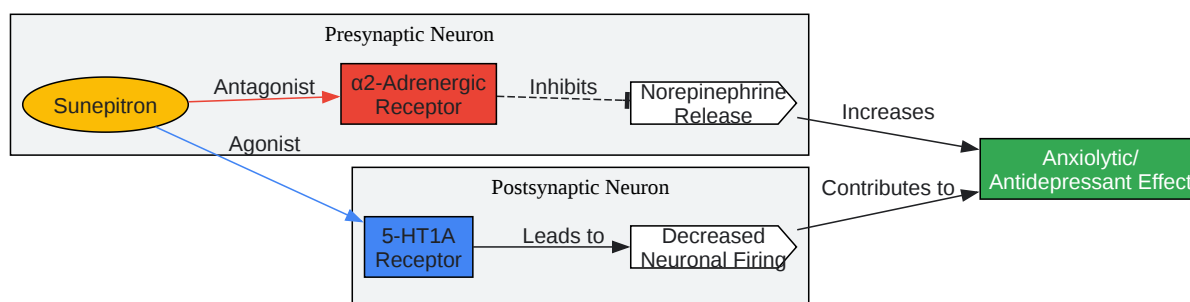 Presynaptic Neuron
Sunepitron
Antagonist
α2-Adrenergic
Receptor
Inhibits
Norepinephrine
Release
Increases
Agonist
Anxiolytic/
Antidepressant Effect
Postsynaptic Neuron
5-HT1A
Receptor
Leads to
Decreased
Neuronal Firing
Contributes to